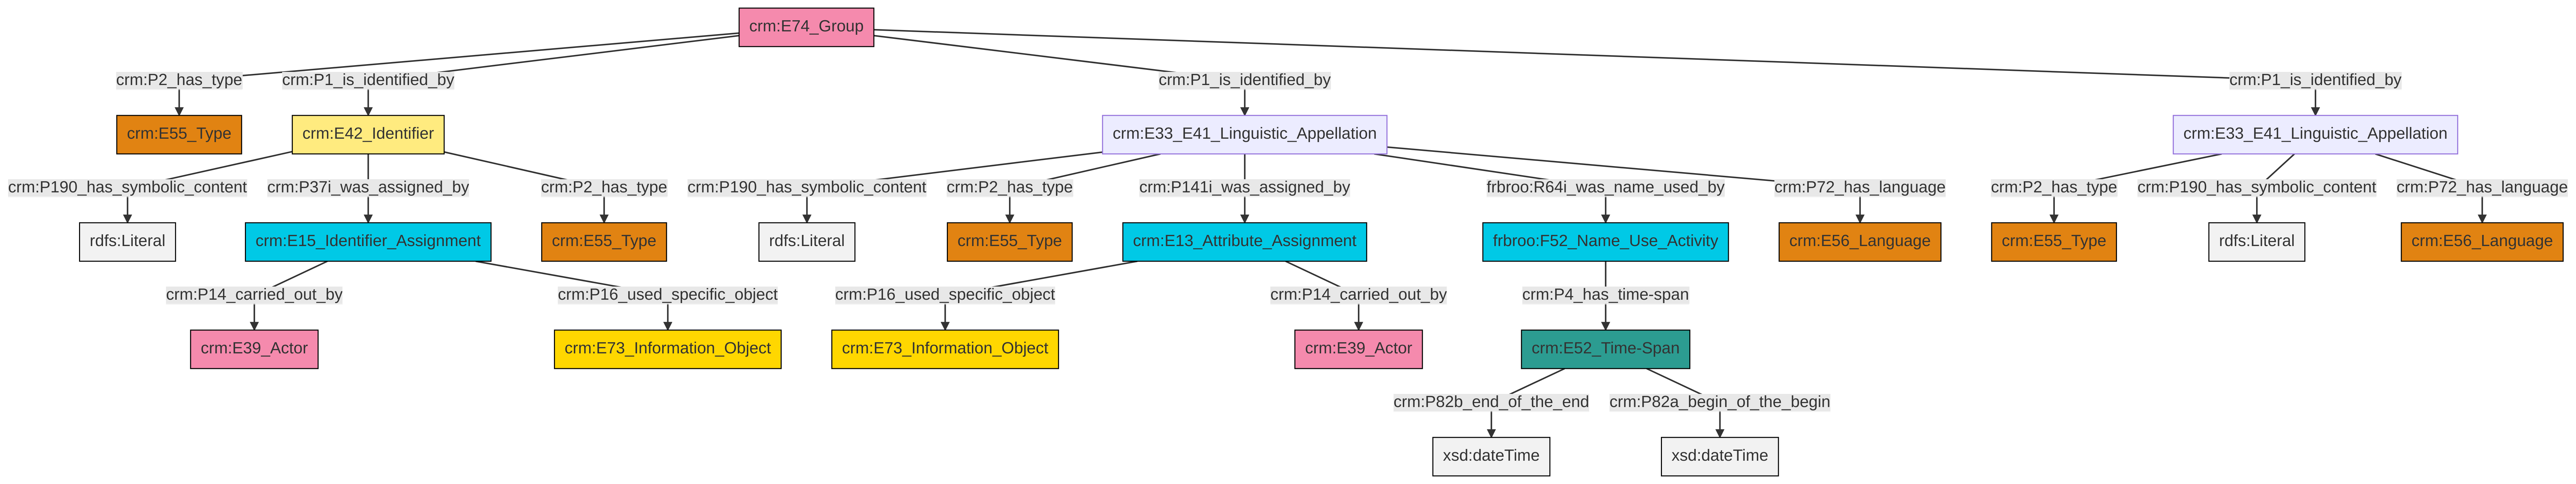 crm:E74_Group
crm:P2_has_type
crm:P1_is_identified_by
crm:P1_is_identified_by
crm:P1_is_identified_by
crm:E55_Type
crm:E42_Identifier
crm:E33_E41_Linguistic_Appellation
crm:E33_E41_Linguistic_Appellation
crm:P190_has_symbolic_content
crm:P37i_was_assigned_by
crm:P2_has_type
crm:P190_has_symbolic_content
crm:P2_has_type
crm:P141i_was_assigned_by
frbroo:R64i_was_name_used_by
crm:P72_has_language
crm:P2_has_type
crm:P190_has_symbolic_content
crm:P72_has_language
rdfs:Literal
crm:E15_Identifier_Assignment
crm:E55_Type
rdfs:Literal
crm:E55_Type
crm:E13_Attribute_Assignment
frbroo:F52_Name_Use_Activity
crm:E56_Language
crm:E55_Type
rdfs:Literal
crm:E56_Language
crm:P14_carried_out_by
crm:P16_used_specific_object
crm:P16_used_specific_object
crm:P14_carried_out_by
crm:P4_has_time-span
crm:E39_Actor
crm:E73_Information_Object
crm:E73_Information_Object
crm:E39_Actor
crm:E52_Time-Span
crm:P82b_end_of_the_end
crm:P82a_begin_of_the_begin
xsd:dateTime
xsd:dateTime